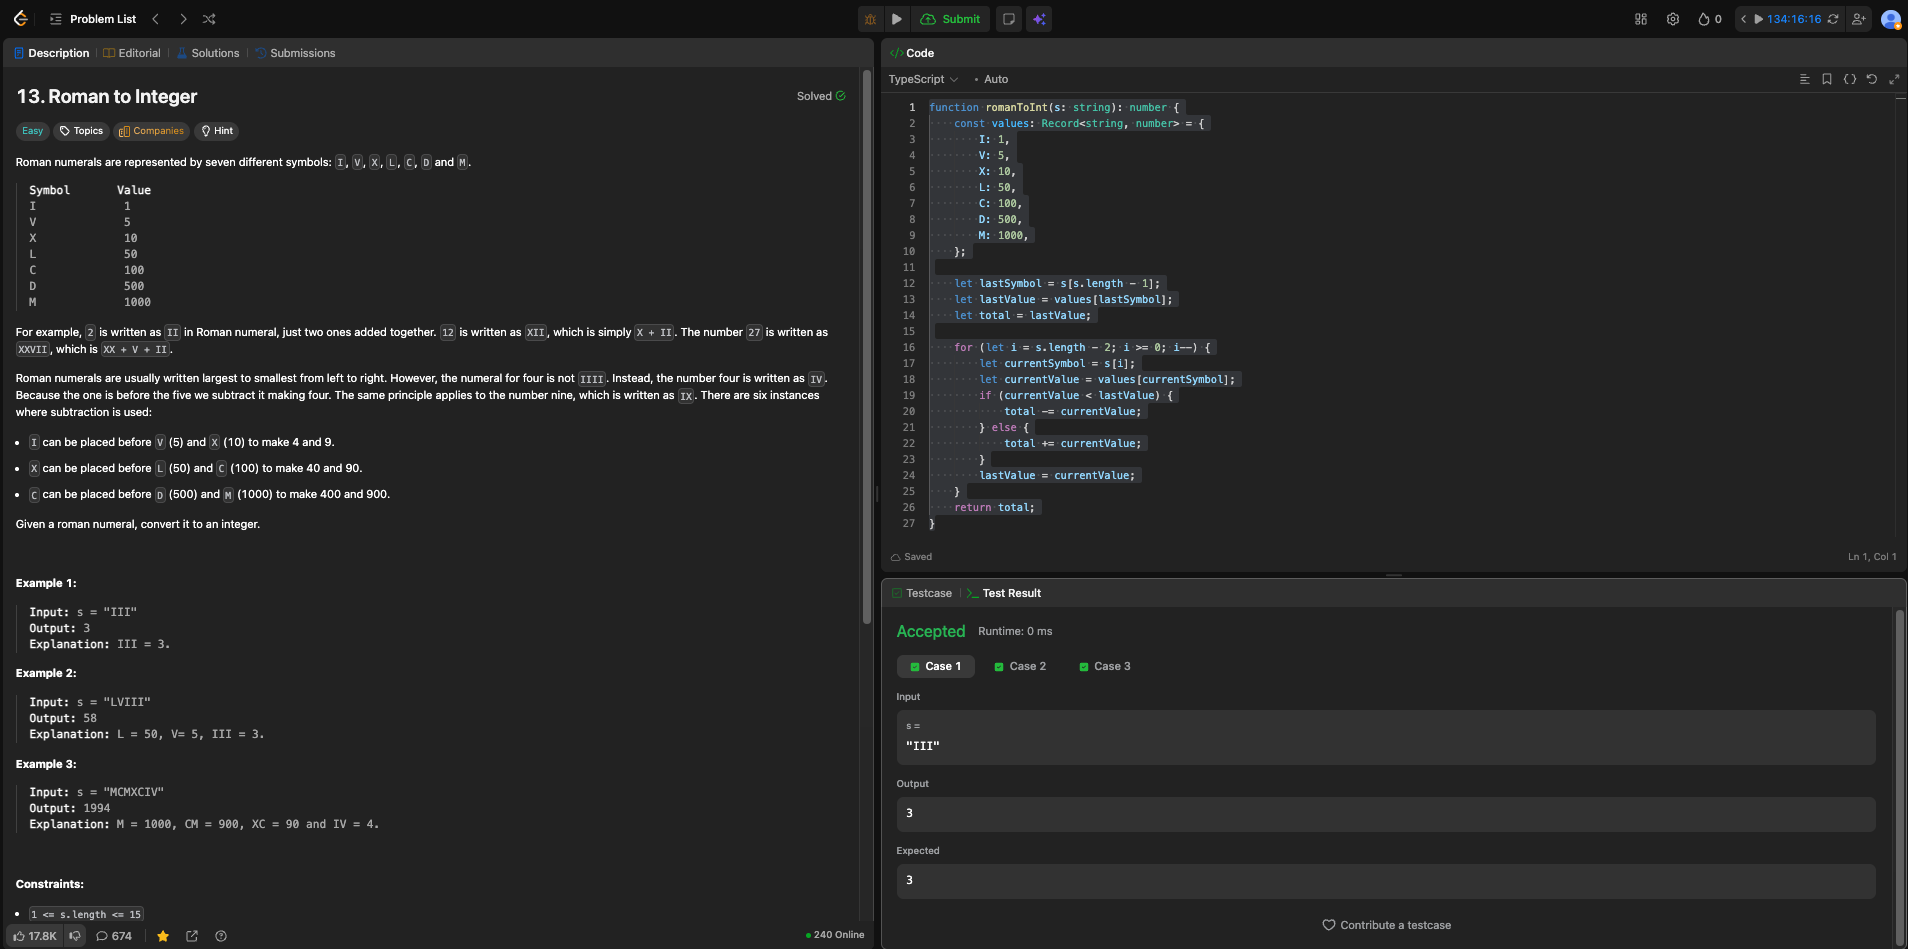 Problem List
Submit
0
134:16:16
Description
Editorial
Solutions
Submissions
13. Roman to Integer
Solved
Easy
Topics
Companies
Hint
Roman numerals are represented by seven different symbols: I, V, X, L, C, D and M.
Symbol Value
I 1
V 5
X 10
L 50
C 100
D 500
M 1000
For example, 2 is written as II in Roman numeral, just two ones added together. 12 is written as XII, which is simply X + II. The number 27 is written as
XXVII, which is XX + V + II.
Roman numerals are usually written largest to smallest from left to right. However, the numeral for four is not IIII. Instead, the number four is written as IV.
Because the one is before the five we subtract it making four. The same principle applies to the number nine, which is written as IX. There are six instances
where subtraction is used:
• I can be placed before V (5) and X (10) to make 4 and 9.
• X can be placed before L (50) and C (100) to make 40 and 90.
• C can be placed before D (500) and M (1000) to make 400 and 900.
Given a roman numeral, convert it to an integer.
Example 1:
Input: s = "III"
Output: 3
Explanation: III = 3.
Example 2:
Input: s = "LVIII"
Output: 58
Explanation: L = 50, V= 5, III = 3.
Example 3:
Input: s = "MCMXCIV"
Output: 1994
Explanation: M = 1000, CM = 900, XC = 90 and IV = 4.
Constraints:
• 1 <= s.length <= 15
17.8K
674
240 Online
</> Code
TypeScript
• Auto
1 function romanToInt(s: string): number {
2     const values: Record<string, number> = {
3         I: 1,
4         V: 5,
5         X: 10,
6         L: 50,
7         C: 100,
8         D: 500,
9         M: 1000,
10     };
11
12     let lastSymbol = s[s.length - 1];
13     let lastValue = values[lastSymbol];
14     let total = lastValue;
15
16     for (let i = s.length - 2; i >= 0; i--) {
17         let currentSymbol = s[i];
18         let currentValue = values[currentSymbol];
19         if (currentValue < lastValue) {
20             total -= currentValue;
21         } else {
22             total += currentValue;
23         }
24         lastValue = currentValue;
25     }
26     return total;
27 }
Saved
Ln 1, Col 1
Testcase
>_ Test Result
Accepted
Runtime: 0 ms
Case 1
Case 2
Case 3
Input
s =
"III"
Output
3
Expected
3
Contribute a testcase